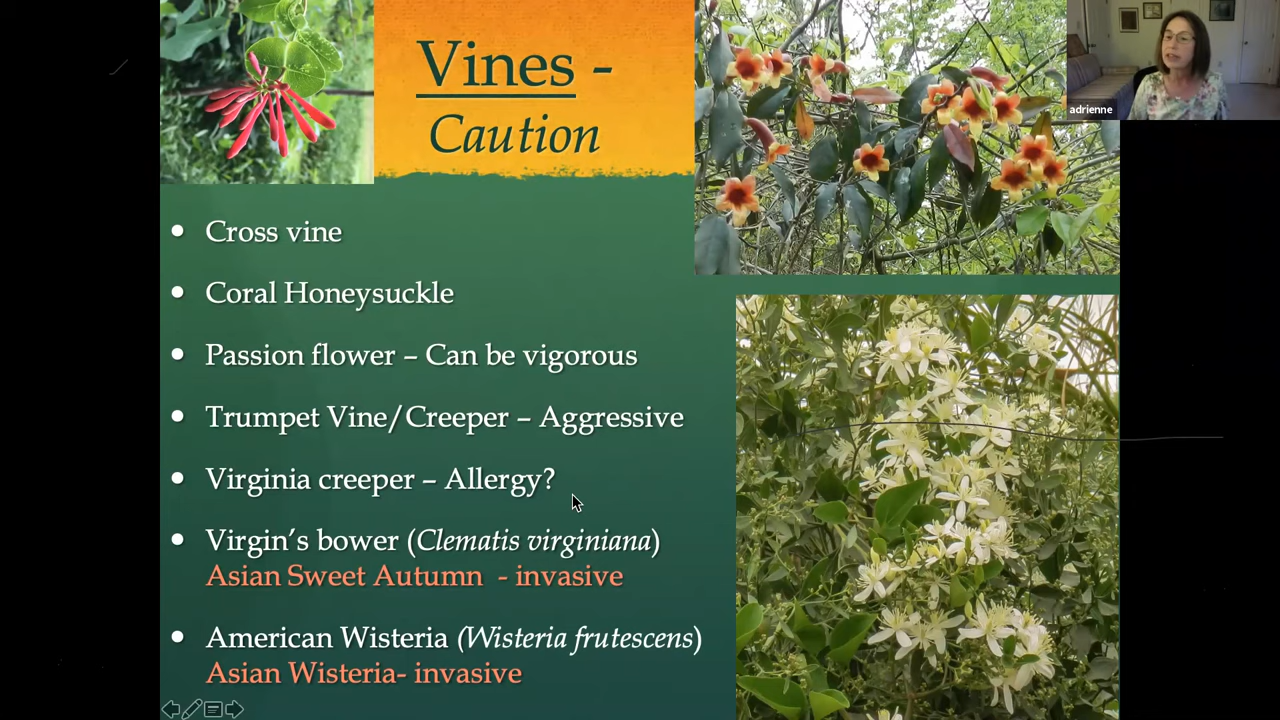 Vines -
Caution
adrienne
• Cross vine
• Coral Honeysuckle
• Passion flower – Can be vigorous
• Trumpet Vine/Creeper – Aggressive
• Virginia creeper – Allergy?
• Virgin’s bower (Clematis virginiana)
Asian Sweet Autumn - invasive
• American Wisteria (Wisteria frutescens)
Asian Wisteria- invasive